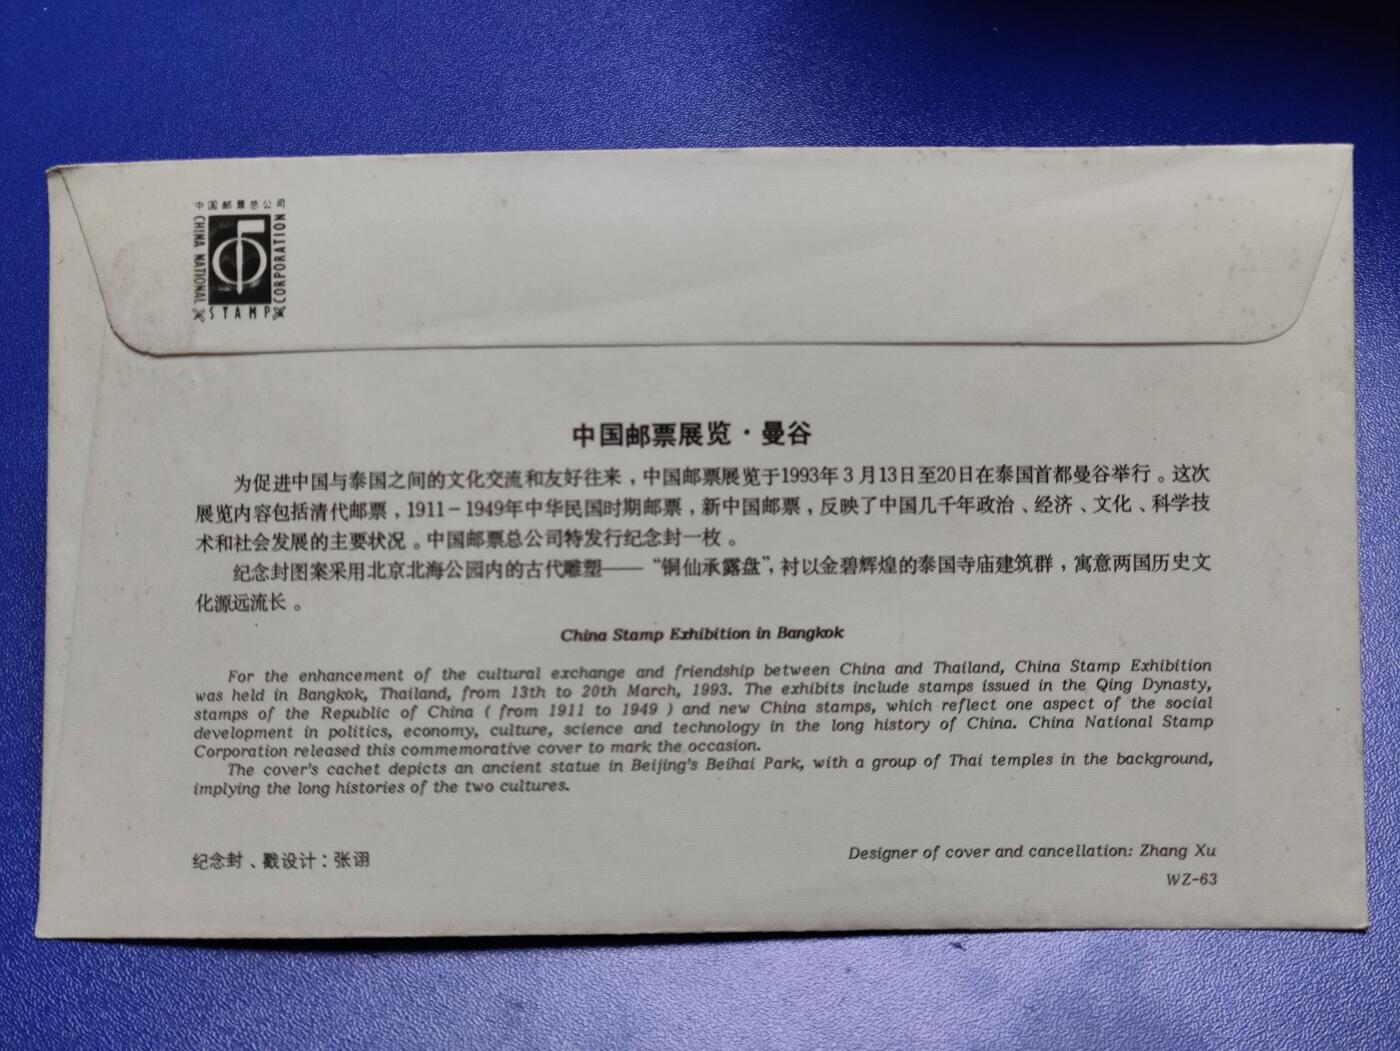 中国邮票总公司
CHINA NATIONAL
STAMP
CORPORATION
中国邮票展览·曼谷
为促进中国与泰国之间的文化交流和友好往来，中国邮票展览于1993年3月13日至20日在泰国首都曼谷举行。这次
展览内容包括清代邮票，1911－1949年中华民国时期邮票，新中国邮票，反映了中国几千年政治、经济、文化、科学技
术和社会发展的主要状况。中国邮票总公司特发行纪念封一枚。
纪念封图案采用北京北海公园内的古代雕塑——“铜仙承露盘”，衬以金碧辉煌的泰国寺庙建筑群，寓意两国历史文
化源远流长。
China Stamp Exhibition in Bangkok
For the enhancement of the cultural exchange and friendship between China and Thailand, China Stamp Exhibition
was held in Bangkok, Thailand, from 13th to 20th March, 1993. The exhibits include stamps issued in the Qing Dynasty,
stamps of the Republic of China ( from 1911 to 1949 ) and new China stamps, which reflect one aspect of the social
development in politics, economy, culture, science and technology in the long history of China. China National Stamp
Corporation released this commemorative cover to mark the occasion.
The cover's cachet depicts an ancient statue in Beijing's Beihai Park, with a group of Thai temples in the background,
implying the long histories of the two cultures.
纪念封、戳设计：张诩
Designer of cover and cancellation: Zhang Xu
WZ-63